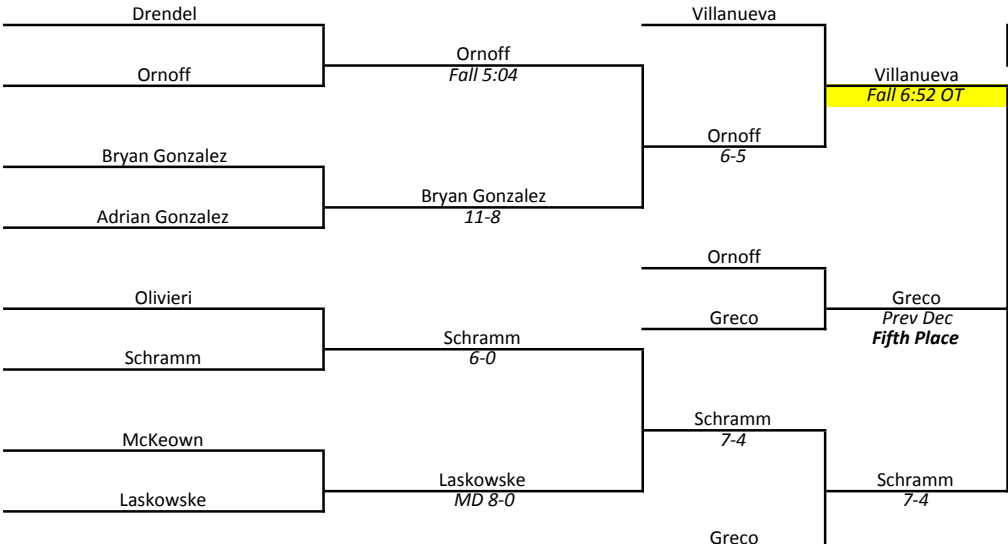 Drendel
Villanueva
Ornoff
Fall 5:04
Ornoff
Villanueva
Fall 6:52 OT
Ornoff
6-5
Bryan Gonzalez
Bryan Gonzalez
11-8
Adrian Gonzalez
Ornoff
Olivieri
Greco
Prev Dec
Fifth Place
Greco
Schramm
6-0
Schramm
Schramm
7-4
McKeown
Laskowske
MD 8-0
Schramm
7-4
Laskowske
Greco